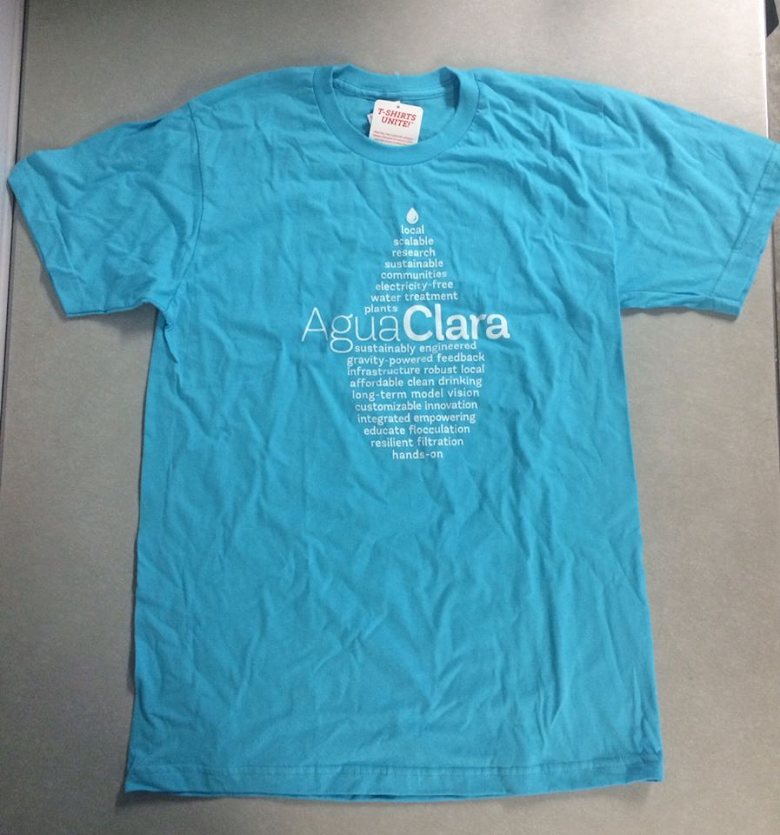 T-SHIRTS
UNITE!
local
scalable
research
sustainable
communities
electricity-free
water treatment
plants
AguaClara
sustainably engineered
gravity-powered feedback
infrastructure robust local
affordable clean drinking
long-term model vision
customizable innovation
integrated empowering
educate flocculation
resilient filtration
hands-on